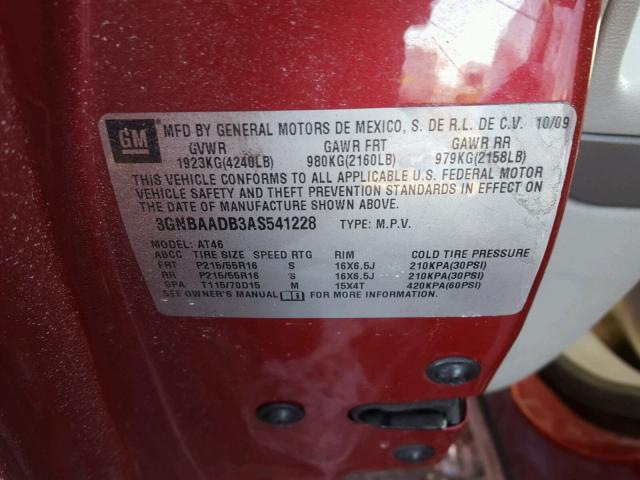 GM MFD BY GENERAL MOTORS DE MEXICO, S. DE R.L. DE C.V. 10/09
GVWR GAWR FRT GAWR RR
1923KG(4240LB) 980KG(2160LB) 979KG(2158LB)
THIS VEHICLE CONFORMS TO ALL APPLICABLE U.S. FEDERAL MOTOR
VEHICLE SAFETY AND THEFT PREVENTION STANDARDS IN EFFECT ON
THE DATE OF MANUFACTURE SHOWN ABOVE.
3GNBAADB3AS541228 TYPE: M.P.V.
MODEL: AT46
ABCC TIRE SIZE SPEED RTG RIM COLD TIRE PRESSURE
FRT P215/55R16 S 16X6.5J 210KPA(30PSI)
RR P215/55R16 S 16X6.5J 210KPA(30PSI)
SPA T115/70D15 M 15X4T 420KPA(60PSI)
SEE OWNER'S MANUAL FOR MORE INFORMATION.